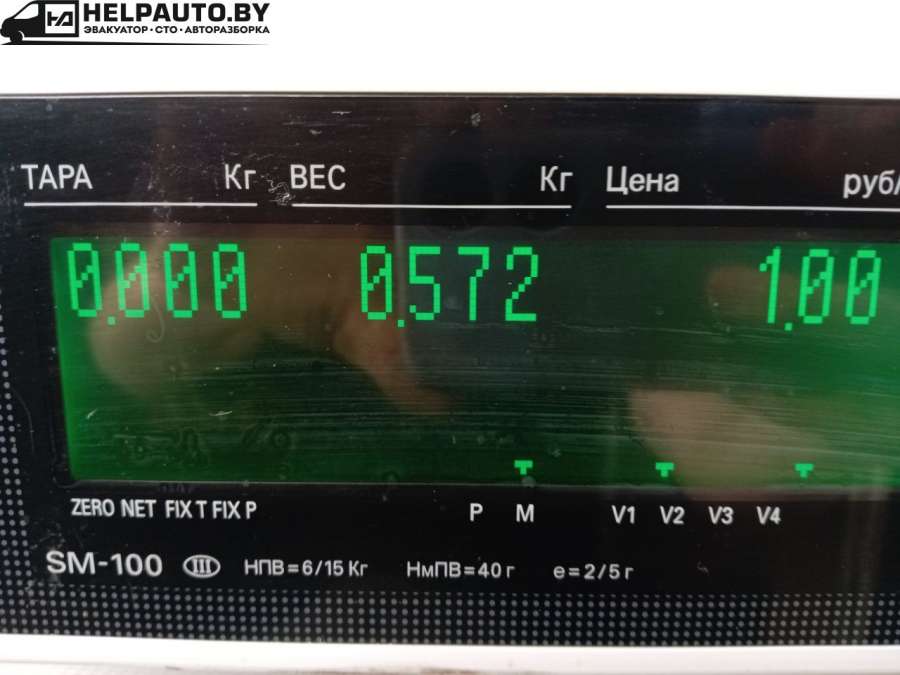 HELPAUTO.BY
ЭВАКУАТОР · СТО · АВТОРАЗБОРКА
ТАРА Кг ВЕС Кг Цена руб/
0.000 0.572 1.00
ZERO NET FIX T FIX P P M V1 V2 V3 V4
SM-100 III НПВ=6/15 Кг НмПВ=40 г e=2/5 г